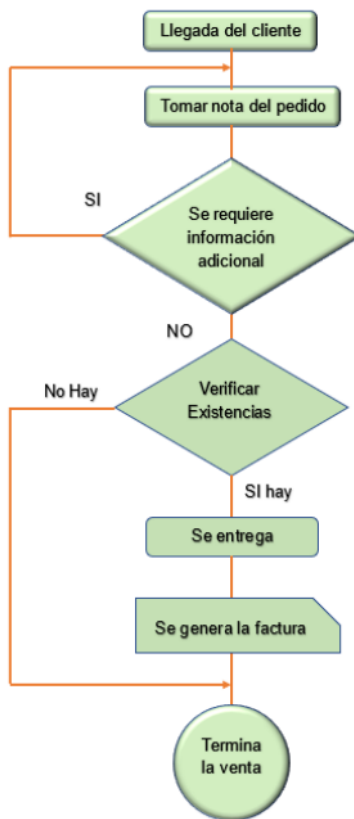 Llegada del cliente
Tomar nota del pedido
SI
Se requiere
información
adicional
NO
No Hay
Verificar
Existencias
SI hay
Se entrega
Se genera la factura
Termina
la venta